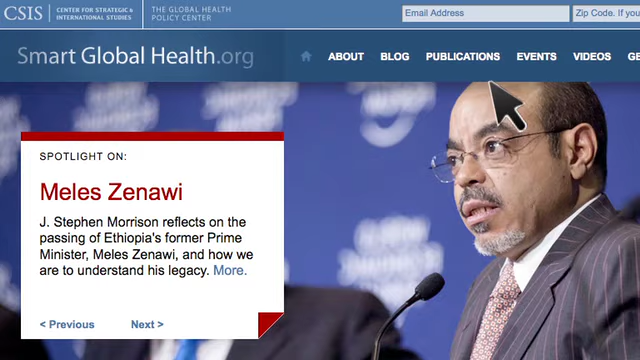 CSIS | CENTER FOR STRATEGIC & INTERNATIONAL STUDIES
THE GLOBAL HEALTH POLICY CENTER
Email Address
Zip Code. If you
Smart Global Health.org
ABOUT BLOG PUBLICATIONS EVENTS VIDEOS GE
SPOTLIGHT ON:
Meles Zenawi
J. Stephen Morrison reflects on the
passing of Ethiopia's former Prime
Minister, Meles Zenawi, and how we
are to understand his legacy. More.
< Previous Next >